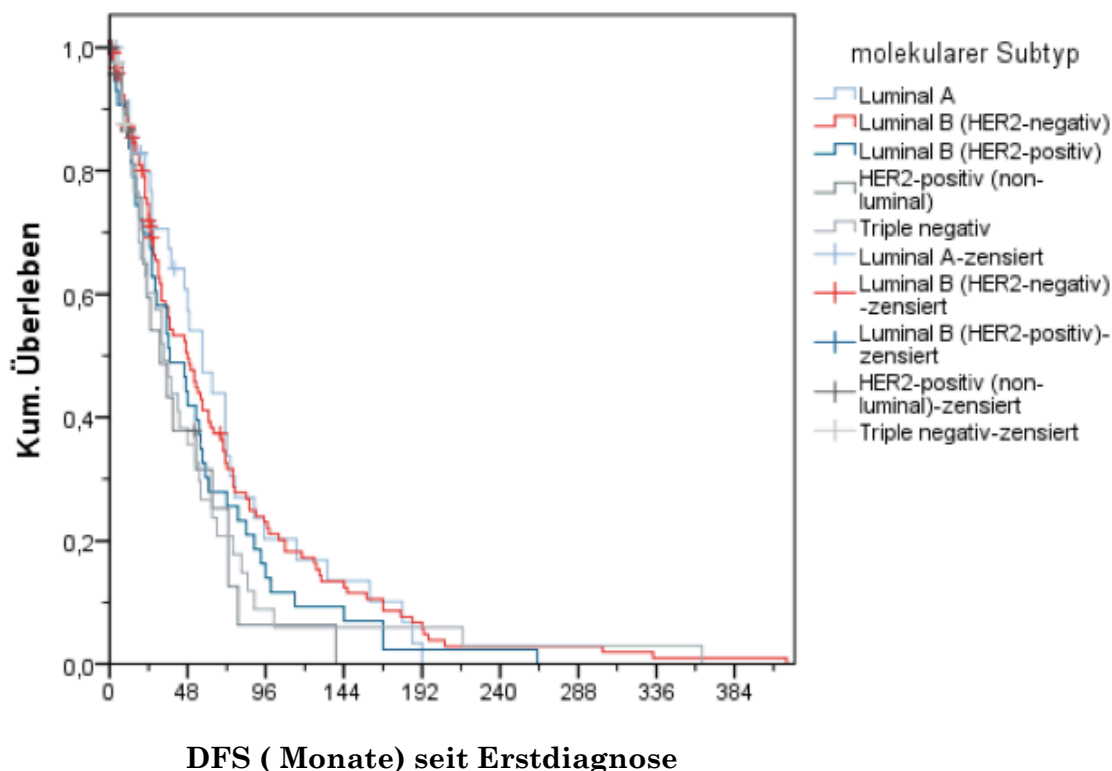 molekularer Subtyp
Luminal A
Luminal B (HER2-negativ)
Luminal B (HER2-positiv)
HER2-positiv (non-
luminal)
Triple negativ
Luminal A-zensiert
Luminal B (HER2-negativ)
-zensiert
Luminal B (HER2-positiv)-
zensiert
HER2-positiv (non-
luminal)-zensiert
Triple negativ-zensiert
Kum. Überleben
1,0
0,8
0,6
0,4
0,2
0,0
0 48 96 144 192 240 288 336 384
DFS ( Monate) seit Erstdiagnose